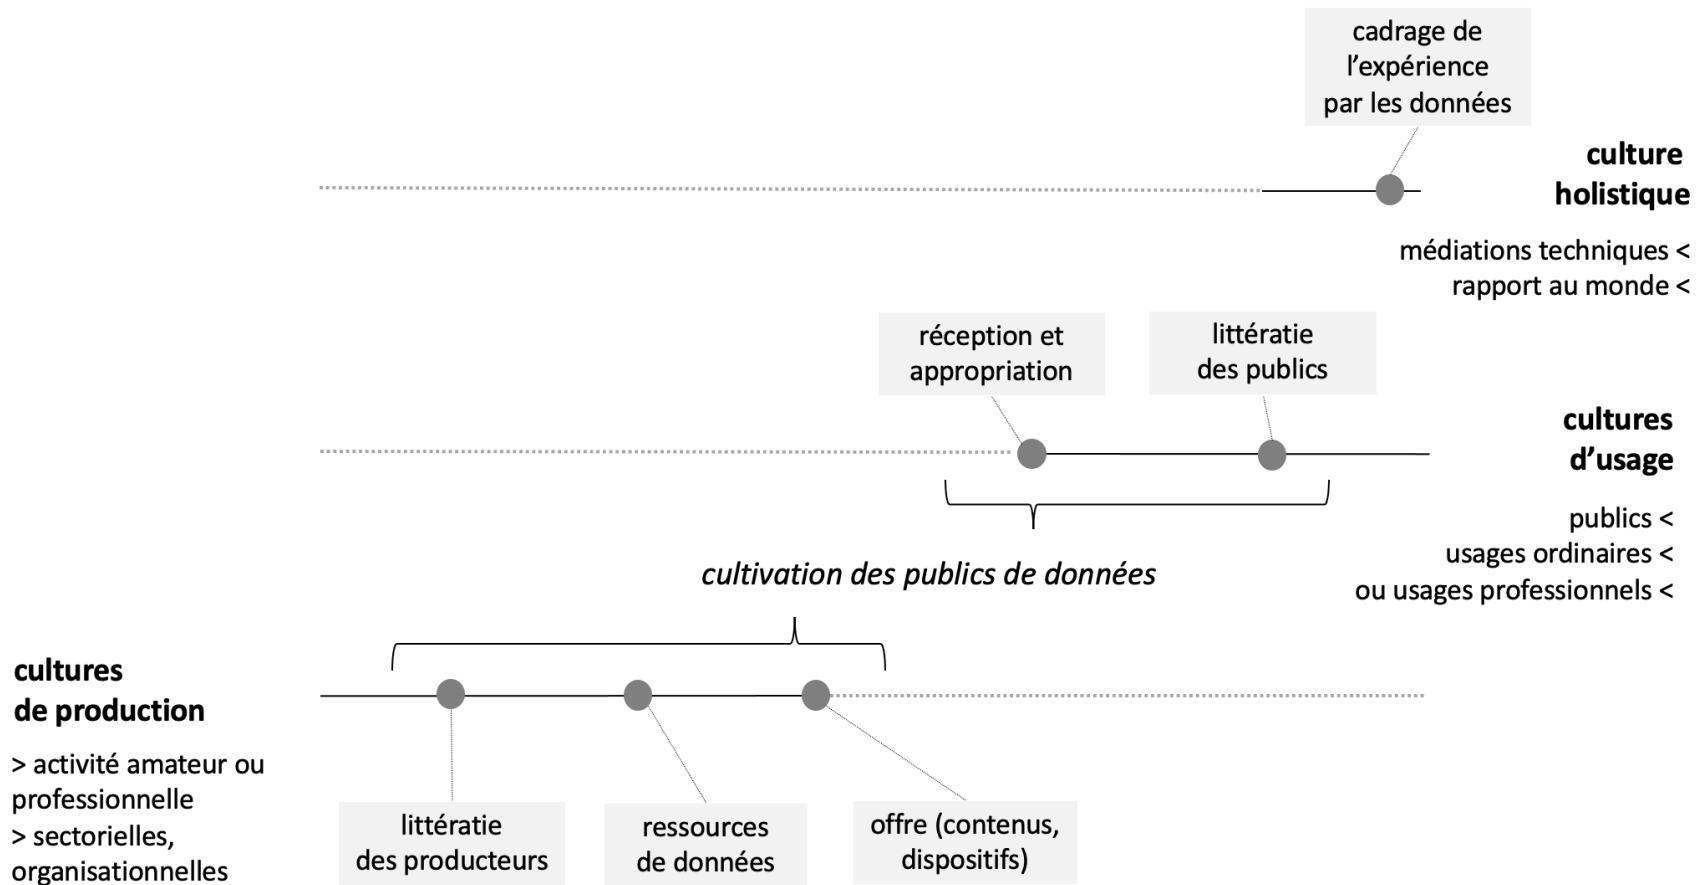 cadrage de
l’expérience
par les données
culture
holistique
médiations techniques <
rapport au monde <
réception et
appropriation
littératie
des publics
cultures
d’usage
publics <
usages ordinaires <
ou usages professionnels <
cultivation des publics de données
cultures
de production
> activité amateur ou
professionnelle
> sectorielles,
organisationnelles
littératie
des producteurs
ressources
de données
offre (contenus,
dispositifs)